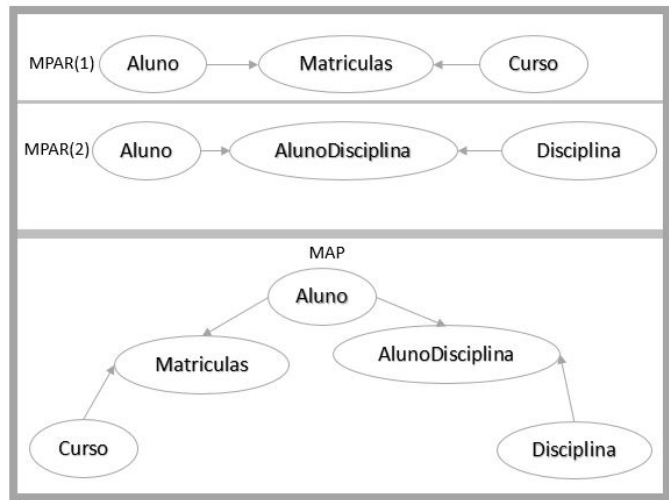 MPAR(1) Aluno Matriculas Curso
MPAR(2) Aluno AlunoDisciplina Disciplina
MAP
Aluno
Matriculas AlunoDisciplina
Curso Disciplina